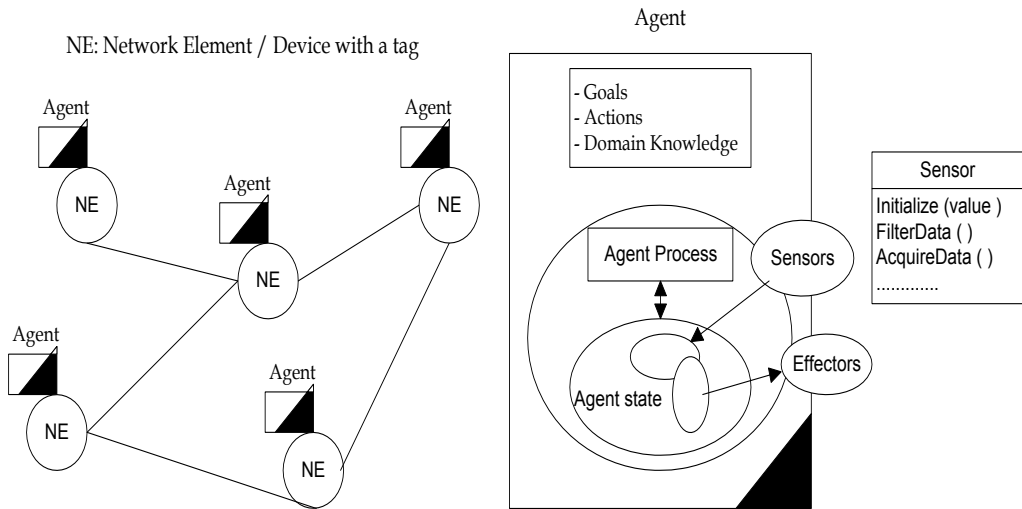 Agent
NE: Network Element / Device with a tag
Agent
NE
Agent
NE
Agent
NE
Agent
NE
Agent
NE
- Goals
- Actions
- Domain Knowledge
Agent Process
Sensors
Agent state
Effectors
Sensor
Initialize (value )
FilterData ( )
AcquireData ( )
.............